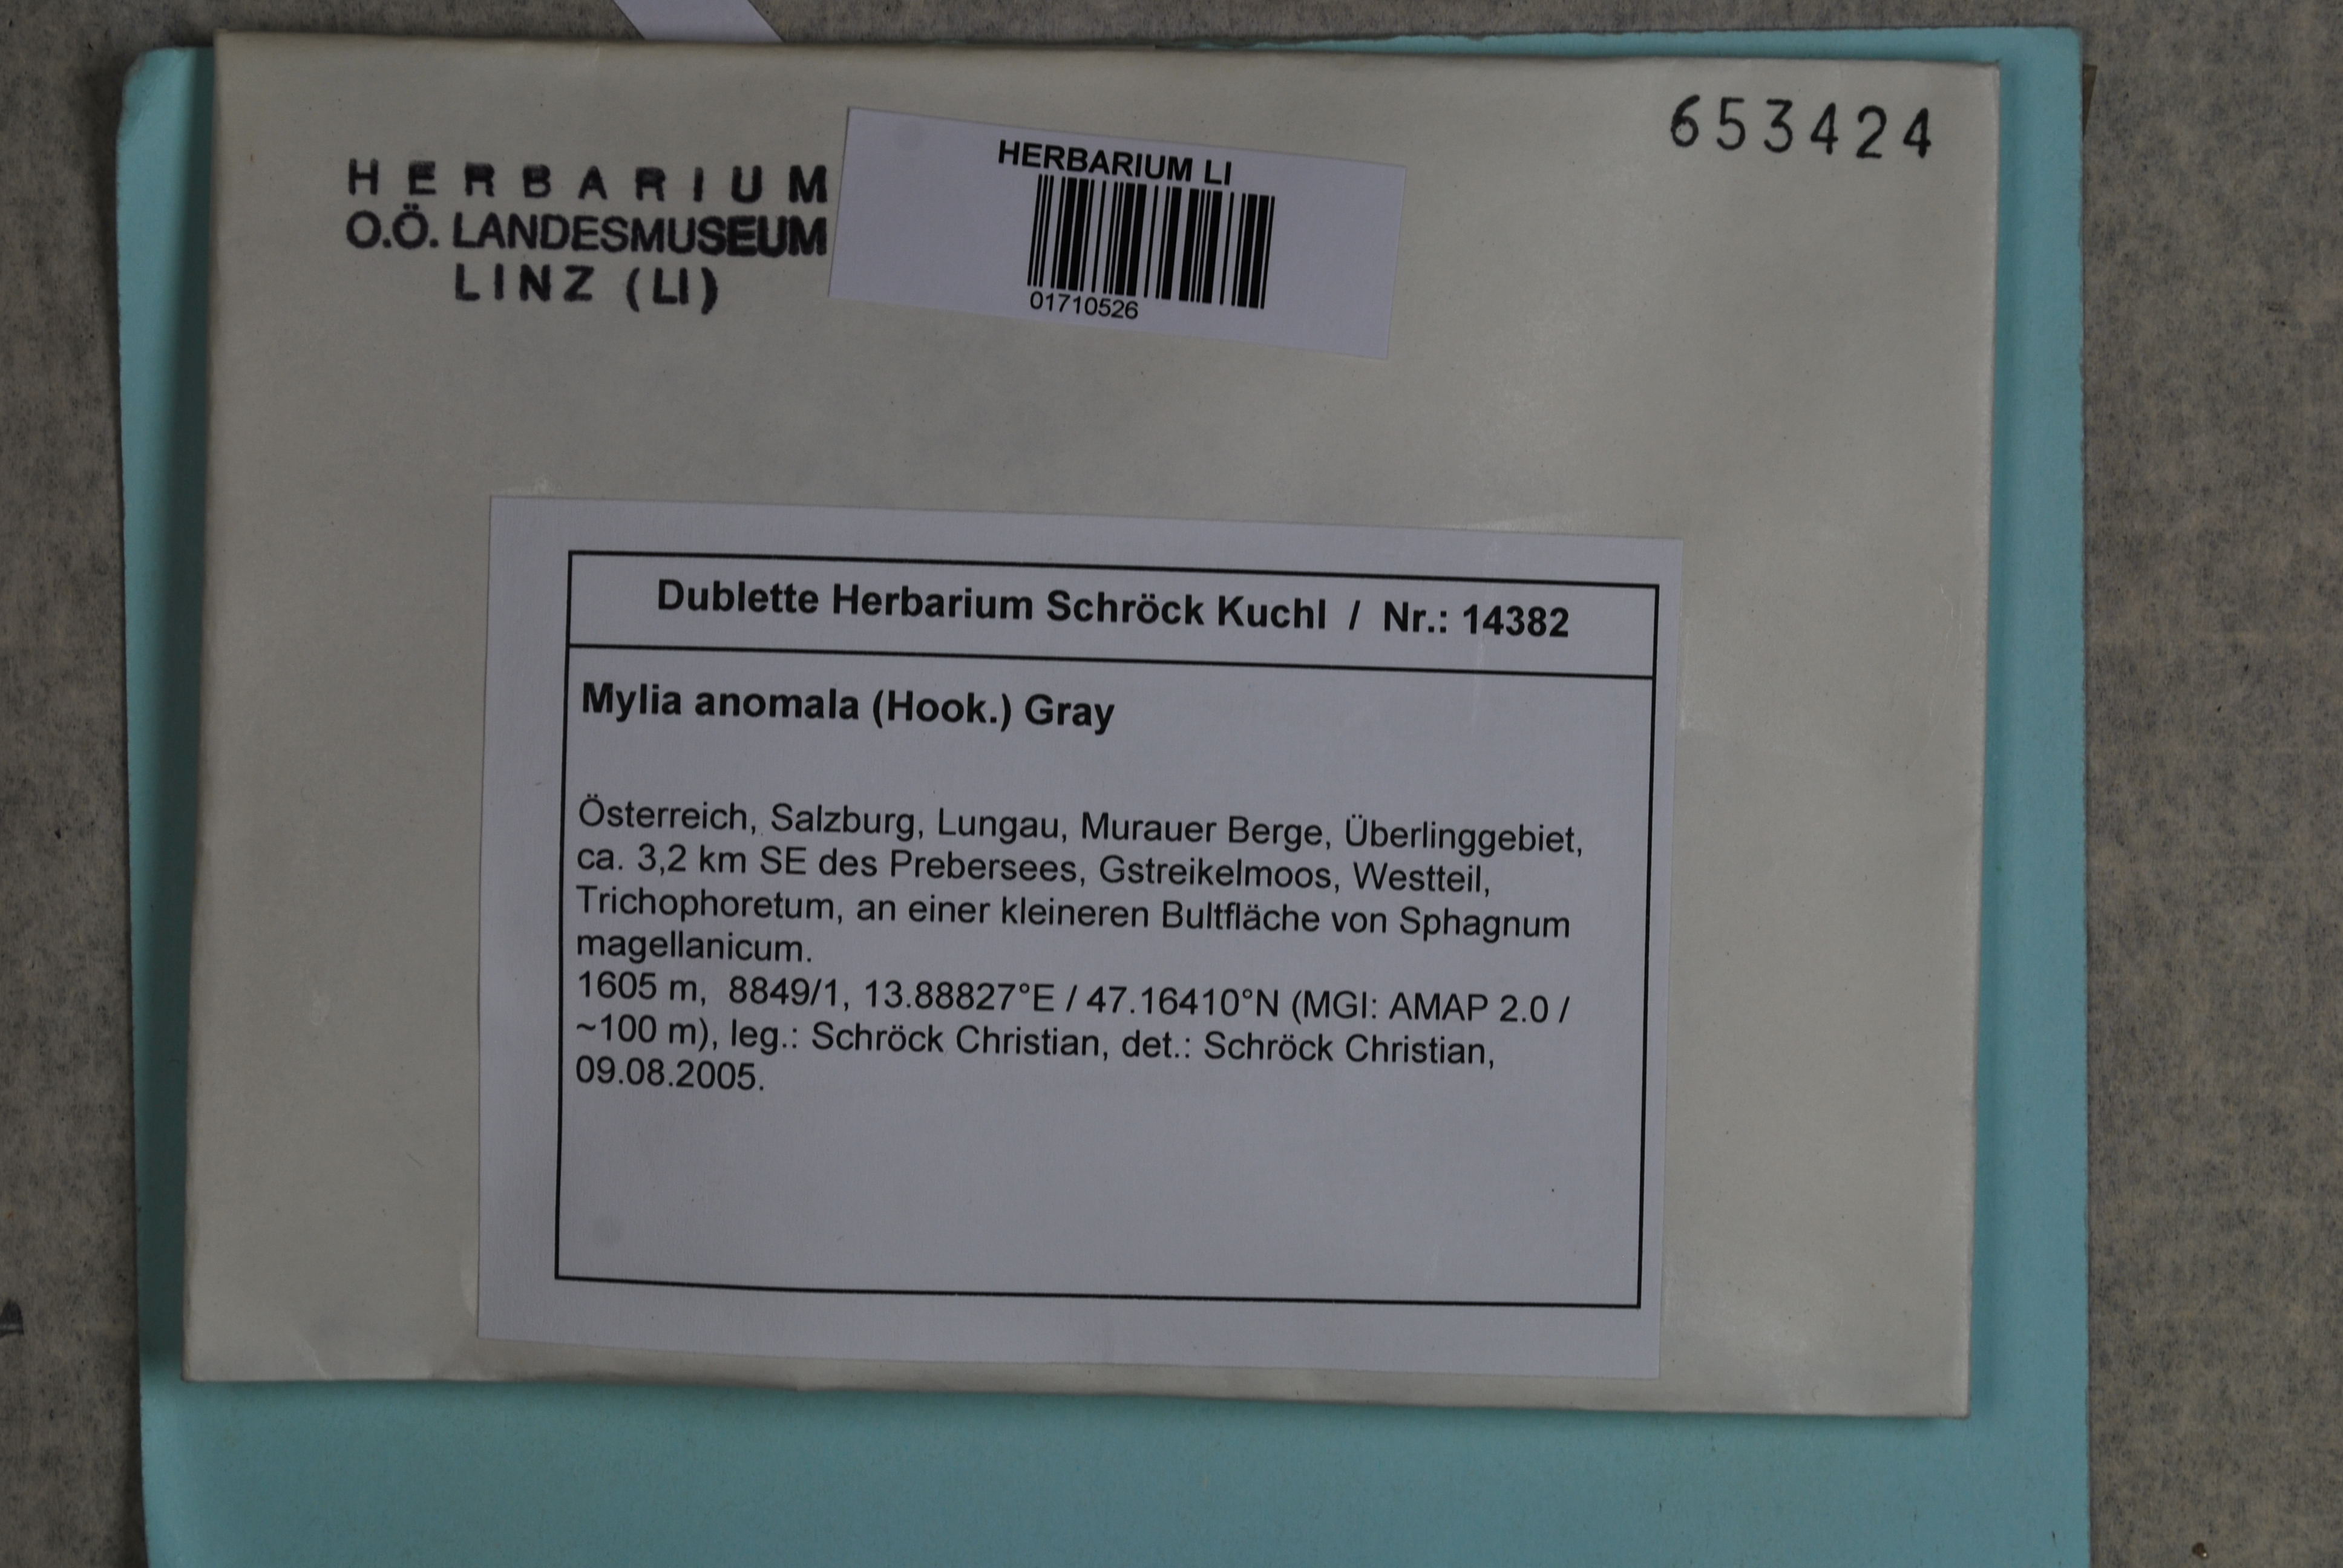 HERBARIUM
O.Ö. LANDESMUSEUM
LINZ (LI)
HERBARIUM LI
01710526
653424
Dublette Herbarium Schröck Kuchl / Nr.: 14382
Mylia anomala (Hook.) Gray
Österreich, Salzburg, Lungau, Murauer Berge, Überlinggebiet,
ca. 3,2 km SE des Prebersees, Gstreikelmoos, Westteil,
Trichophoretum, an einer kleineren Bultfläche von Sphagnum
magellanicum.
1605 m, 8849/1, 13.88827°E / 47.16410°N (MGI: AMAP 2.0 /
~100 m), leg.: Schröck Christian, det.: Schröck Christian,
09.08.2005.